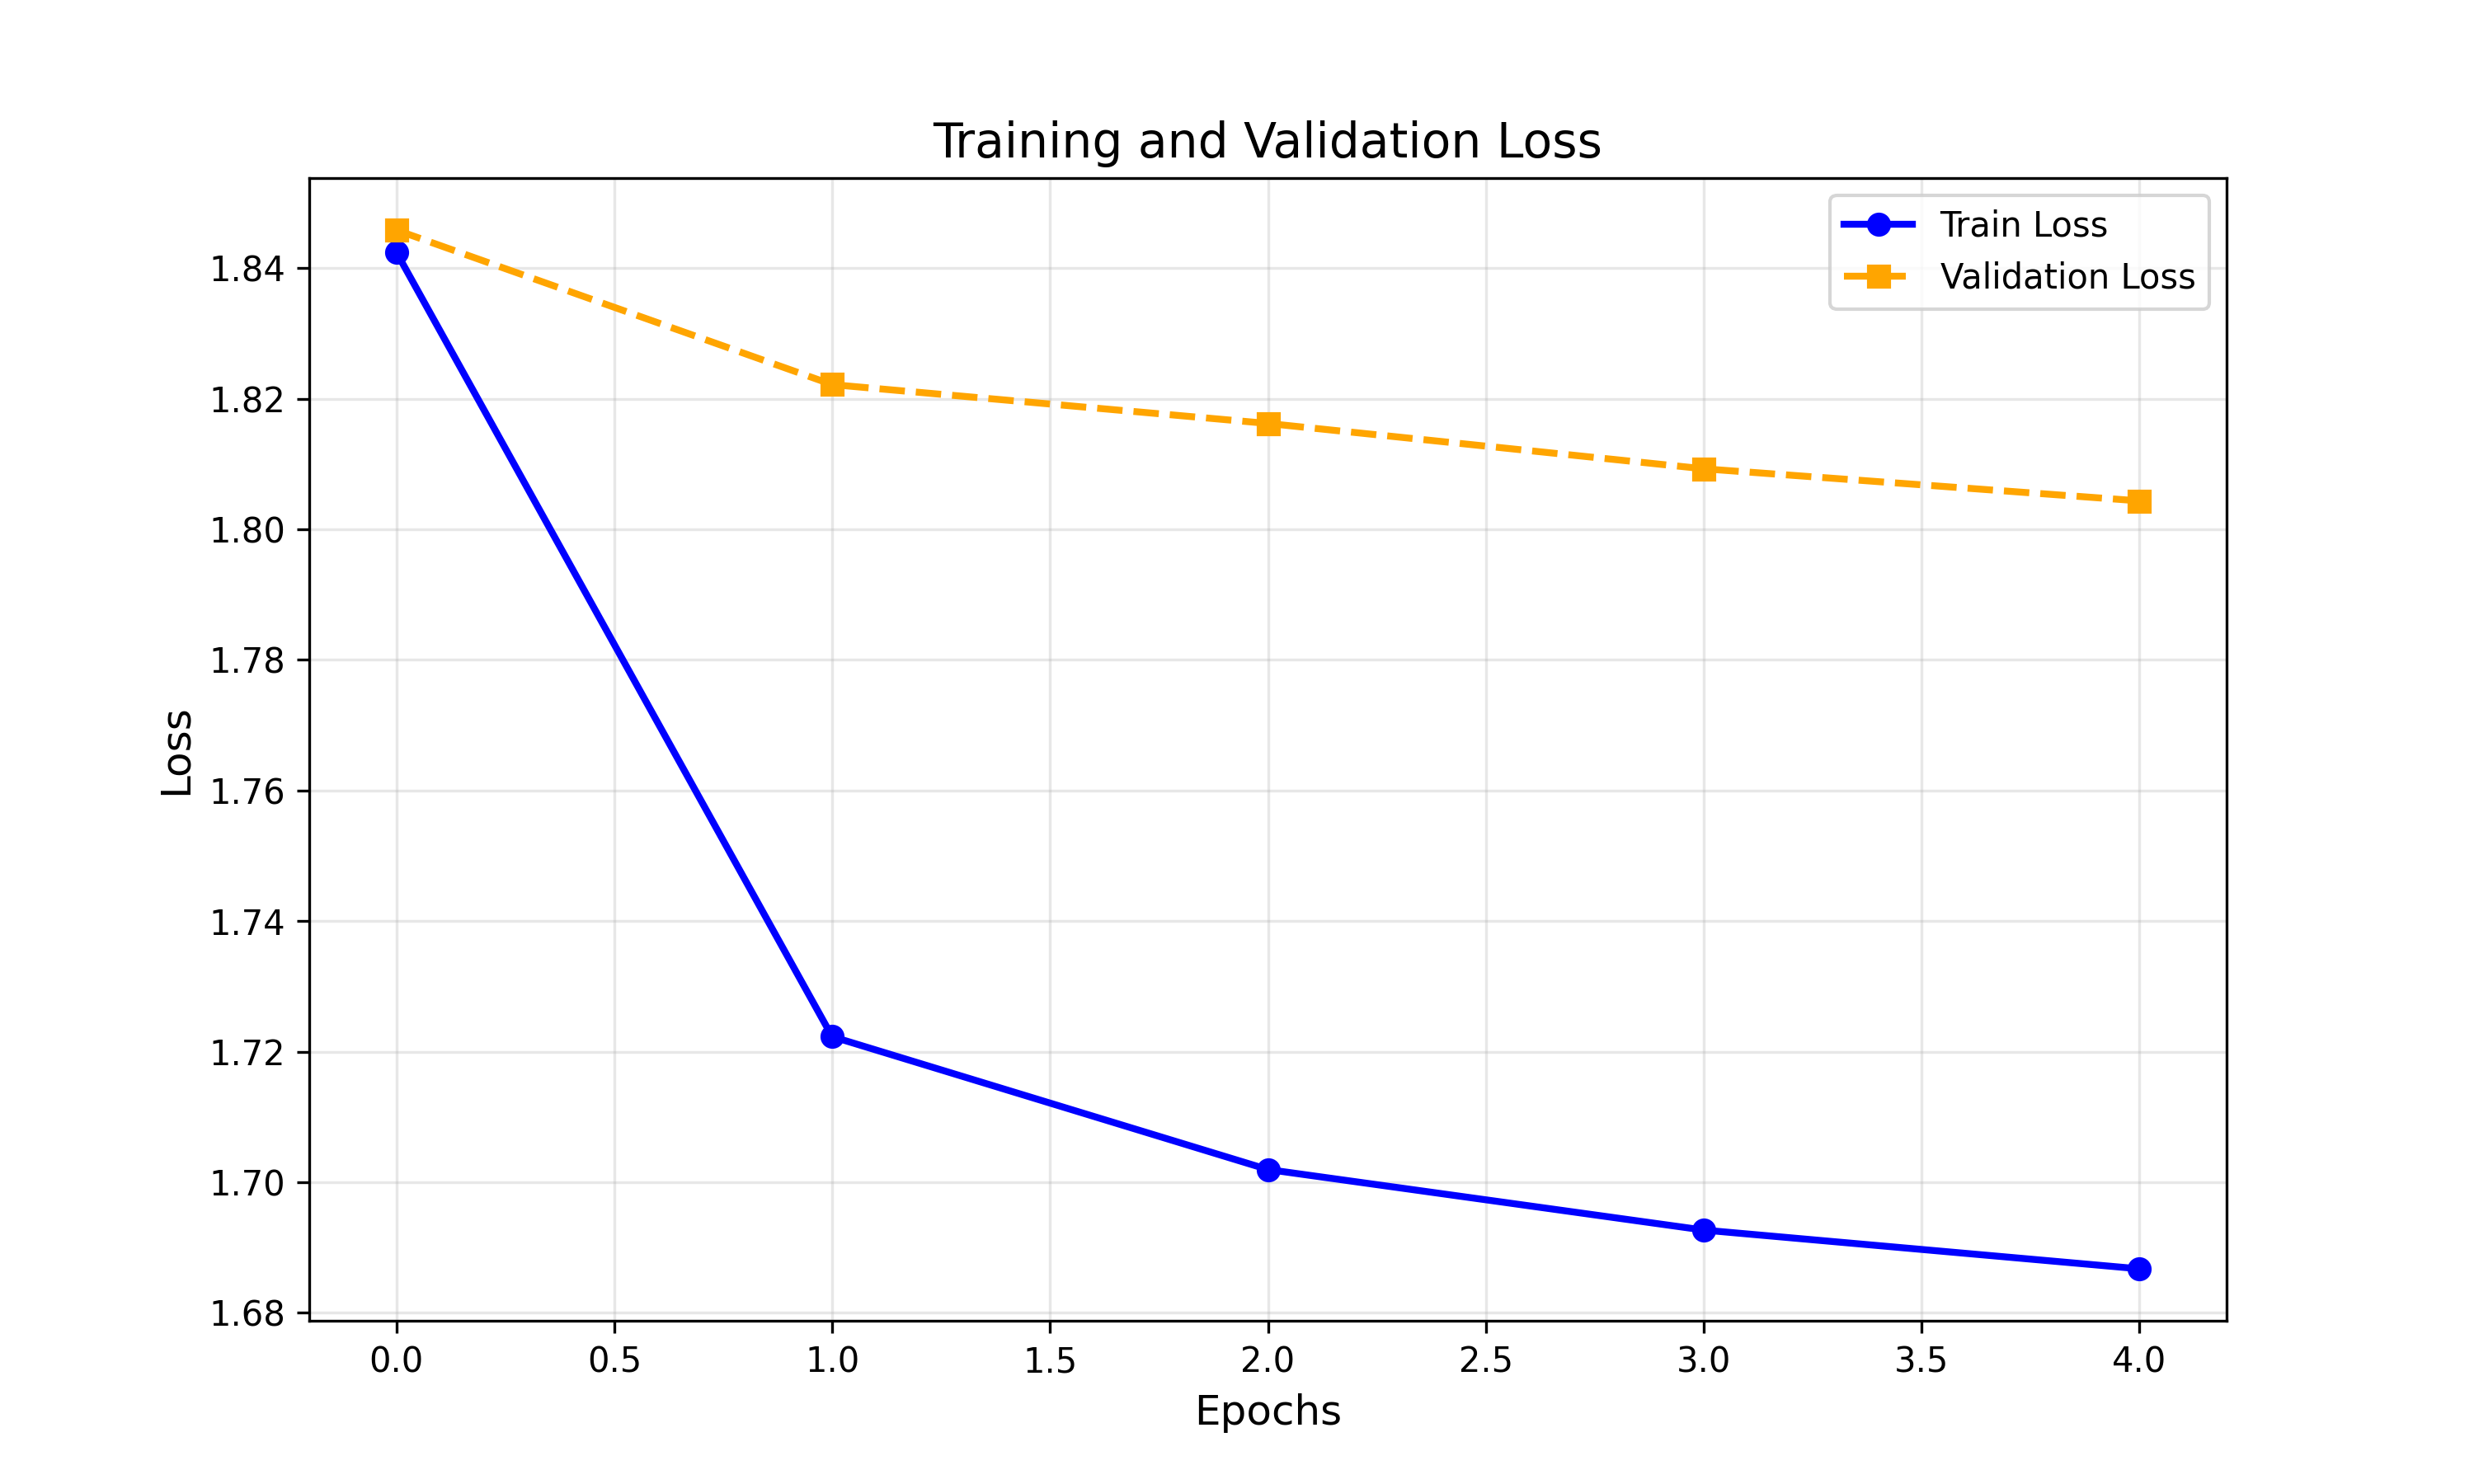 Training and Validation Loss
Train Loss
Validation Loss
Loss
1.84
1.82
1.80
1.78
1.76
1.74
1.72
1.70
1.68
0.0 0.5 1.0 1.5 2.0 2.5 3.0 3.5 4.0
Epochs